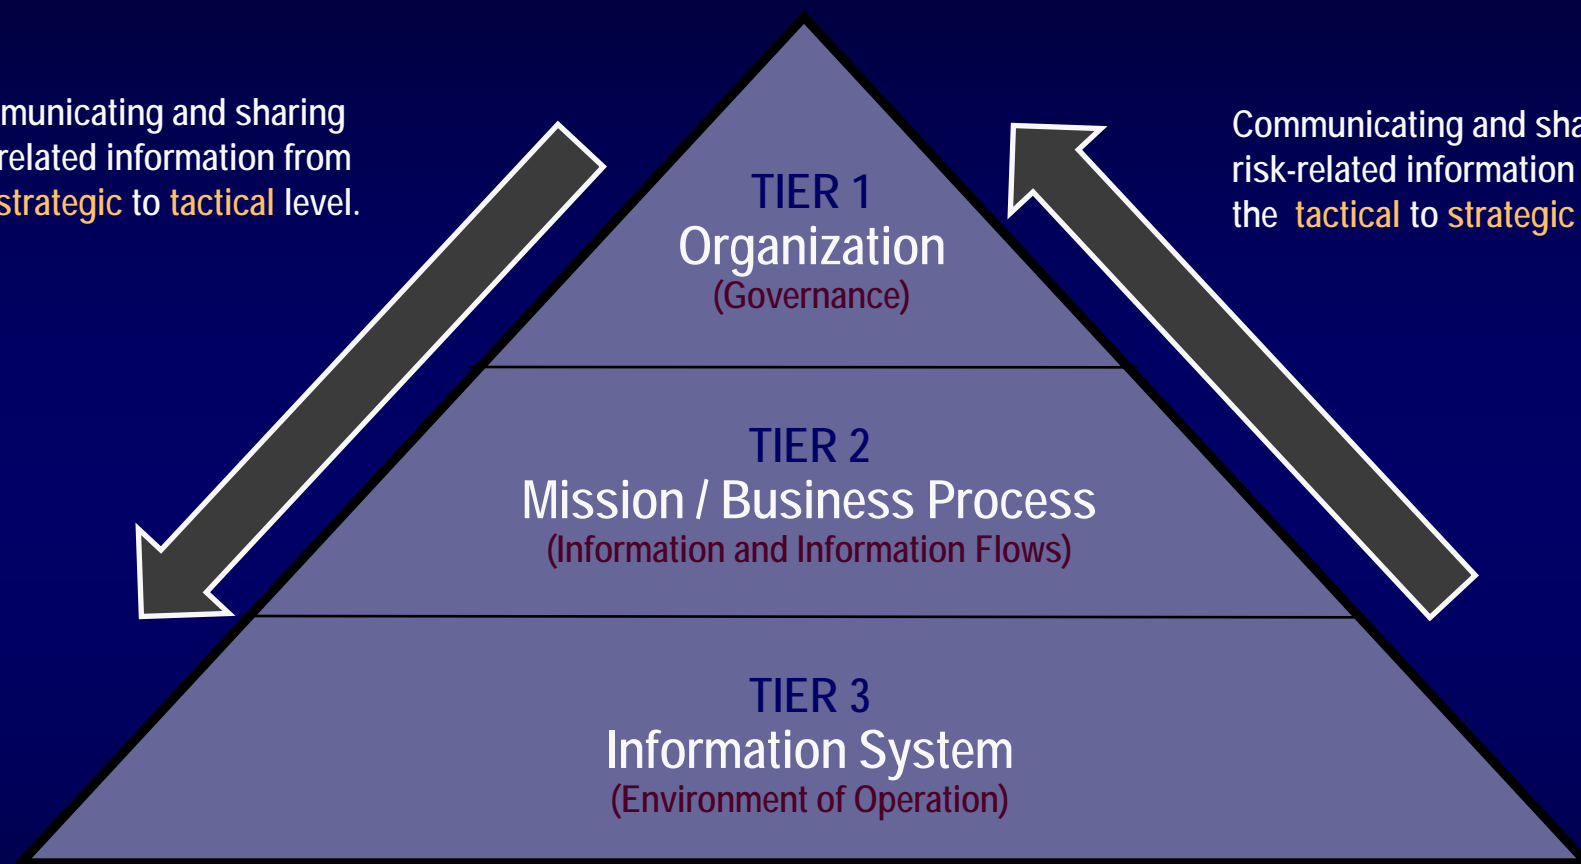 municating and sharing
related information from
strategic to tactical level.
Communicating and sha
risk-related information
the tactical to strategic
TIER 1
Organization
(Governance)
TIER 2
Mission / Business Process
(Information and Information Flows)
TIER 3
Information System
(Environment of Operation)